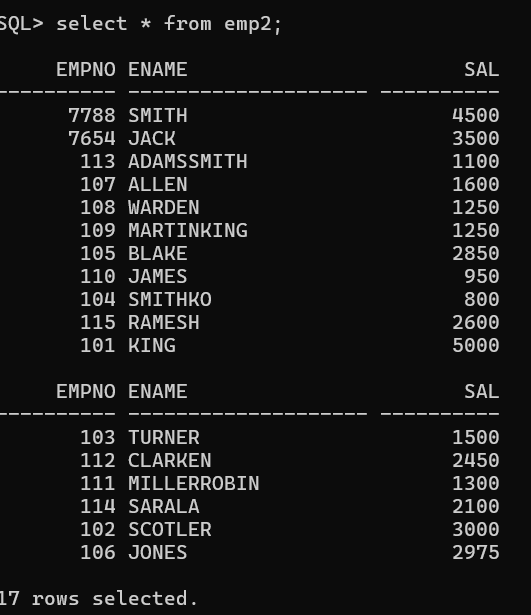 SQL> select * from emp2;
EMPNO ENAME SAL
---------- -------------------- ----------
7788 SMITH 4500
7654 JACK 3500
113 ADAMSSMITH 1100
107 ALLEN 1600
108 WARDEN 1250
109 MARTINKING 1250
105 BLAKE 2850
110 JAMES 950
104 SMITHKO 800
115 RAMESH 2600
101 KING 5000
EMPNO ENAME SAL
---------- -------------------- ----------
103 TURNER 1500
112 CLARKEN 2450
111 MILLERROBIN 1300
114 SARALA 2100
102 SCOTLER 3000
106 JONES 2975
17 rows selected.